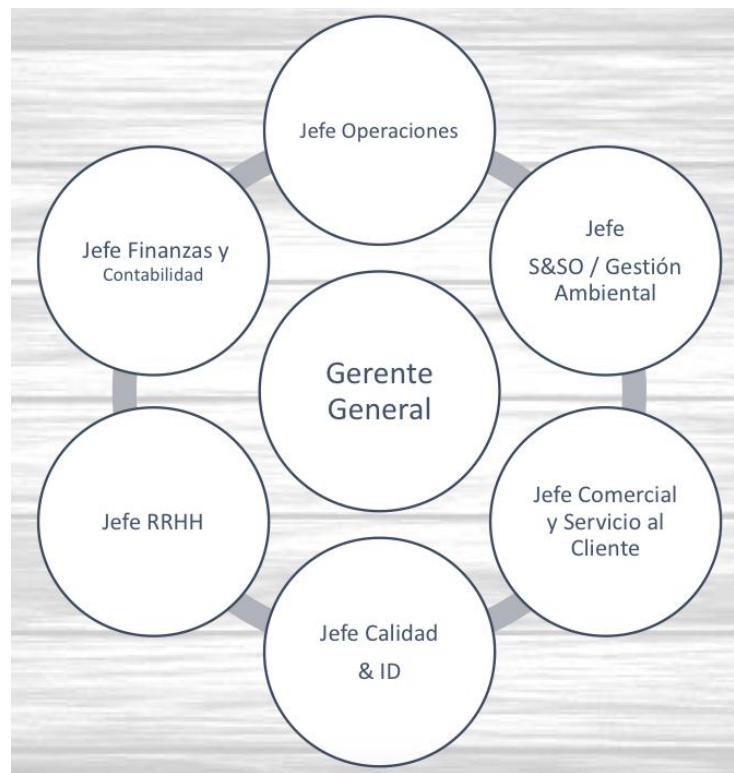 Jefe Operaciones
Jefe Finanzas y
Contabilidad
Jefe
S&SO / Gestión
Ambiental
Gerente
General
Jefe RRHH
Jefe Comercial
y Servicio al
Cliente
Jefe Calidad
& ID